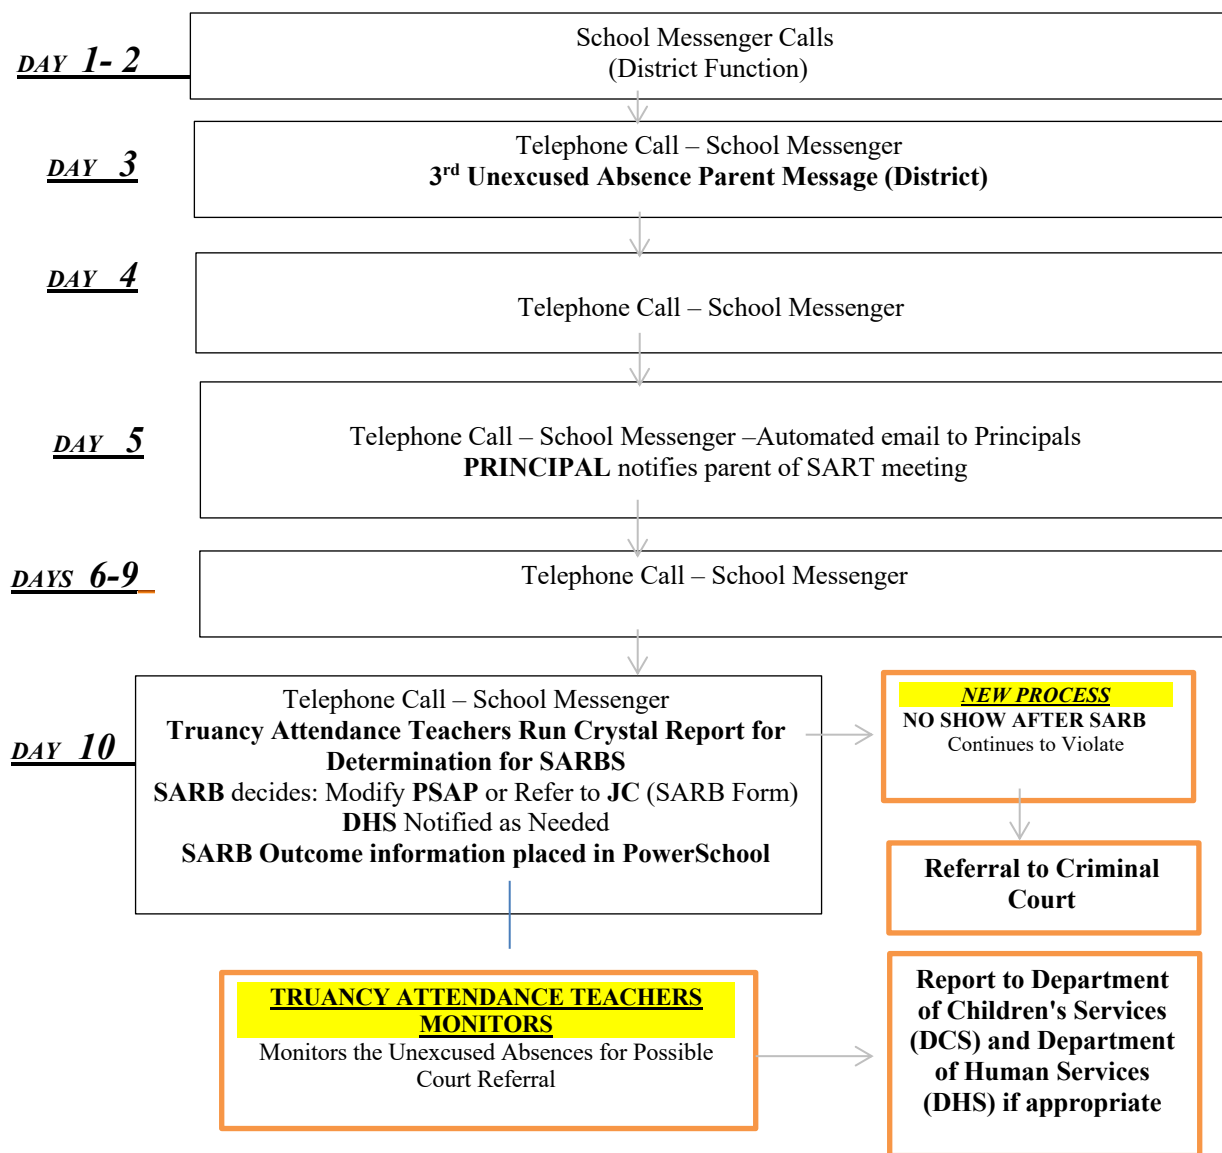 DAY 1- 2
School Messenger Calls
(District Function)
DAY 3
Telephone Call – School Messenger
3rd Unexcused Absence Parent Message (District)
DAY 4
Telephone Call – School Messenger
DAY 5
Telephone Call – School Messenger –Automated email to Principals
PRINCIPAL notifies parent of SART meeting
DAYS 6-9
Telephone Call – School Messenger
DAY 10
Telephone Call – School Messenger
Truancy Attendance Teachers Run Crystal Report for
Determination for SARBS
SARB decides: Modify PSAP or Refer to JC (SARB Form)
DHS Notified as Needed
SARB Outcome information placed in PowerSchool
NEW PROCESS
NO SHOW AFTER SARB
Continues to Violate
Referral to Criminal
Court
TRUANCY ATTENDANCE TEACHERS
MONITORS
Monitors the Unexcused Absences for Possible
Court Referral
Report to Department
of Children's Services
(DCS) and Department
of Human Services
(DHS) if appropriate